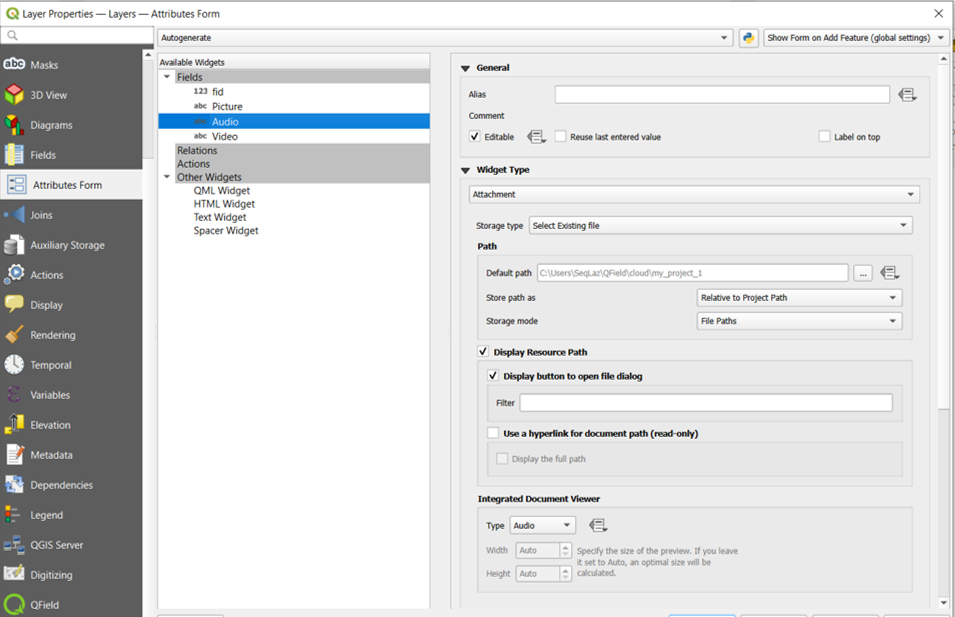 Layer Properties — Layers — Attributes Form
Autogenerate
Show Form on Add Feature (global settings)
abc Masks
3D View
Diagrams
Fields
Attributes Form
Joins
Auxiliary Storage
Actions
Display
Rendering
Temporal
Variables
Elevation
Metadata
Dependencies
Legend
QGIS Server
Digitizing
QField
Available Widgets
Fields
123 fid
abc Picture
abc Audio
abc Video
Relations
Actions
Other Widgets
QML Widget
HTML Widget
Text Widget
Spacer Widget
General
Alias
Comment
Editable
Reuse last entered value
Label on top
Widget Type
Attachment
Storage type Select Existing file
Path
Default path C:\Users\SeqLaz\QField\cloud\my_project_1 ...
Store path as Relative to Project Path
Storage mode File Paths
Display Resource Path
Display button to open file dialog
Filter
Use a hyperlink for document path (read-only)
Display the full path
Integrated Document Viewer
Type Audio
Width Auto
Height Auto
Specify the size of the preview. If you leave
it set to Auto, an optimal size will be
calculated.